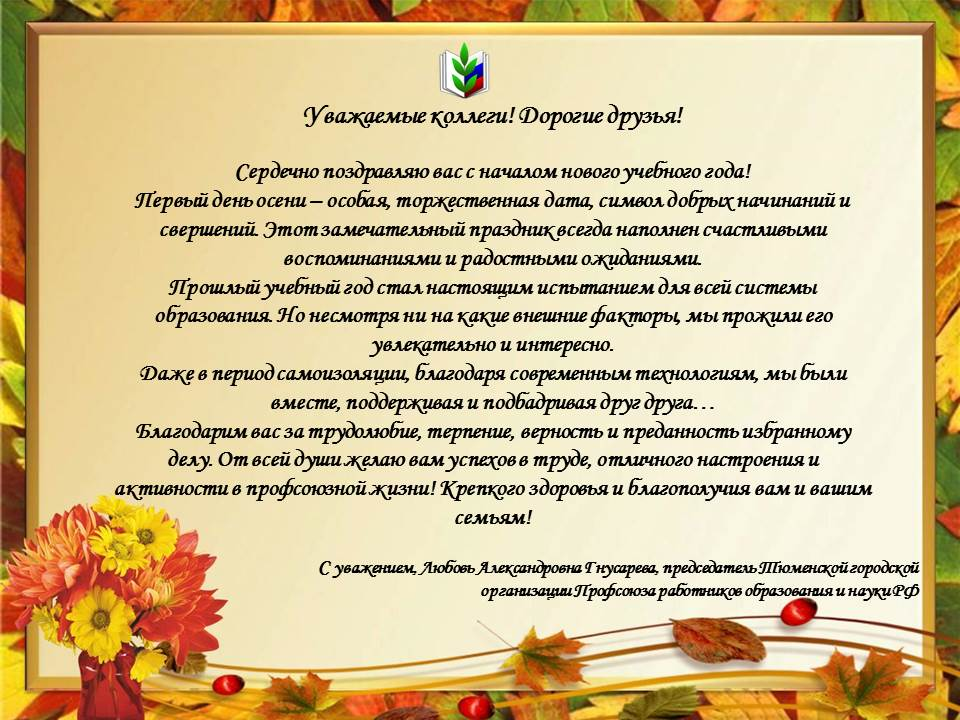 Уважаемые коллеги! Дорогие друзья!
Сердечно поздравляю вас с началом нового учебного года!
Первый день осени – особая, торжественная дата, символ добрых начинаний и
свершений. Этот замечательный праздник всегда наполнен счастливыми
воспоминаниями и радостными ожиданиями.
Прошлый учебный год стал настоящим испытанием для всей системы
образования. Но несмотря ни на какие внешние факторы, мы прожили его
увлекательно и интересно.
Даже в период самоизоляции, благодаря современным технологиям, мы были
вместе, поддерживая и подбадривая друг друга…
Благодарим вас за трудолюбие, терпение, верность и преданность избранному
делу. От всей души желаю вам успехов в труде, отличного настроения и
активности в профсоюзной жизни! Крепкого здоровья и благополучия вам и вашим
семьям!
С уважением, Любовь Александровна Гнусарева, председатель Тюменской городской
организации Профсоюза работников образования и науки РФ